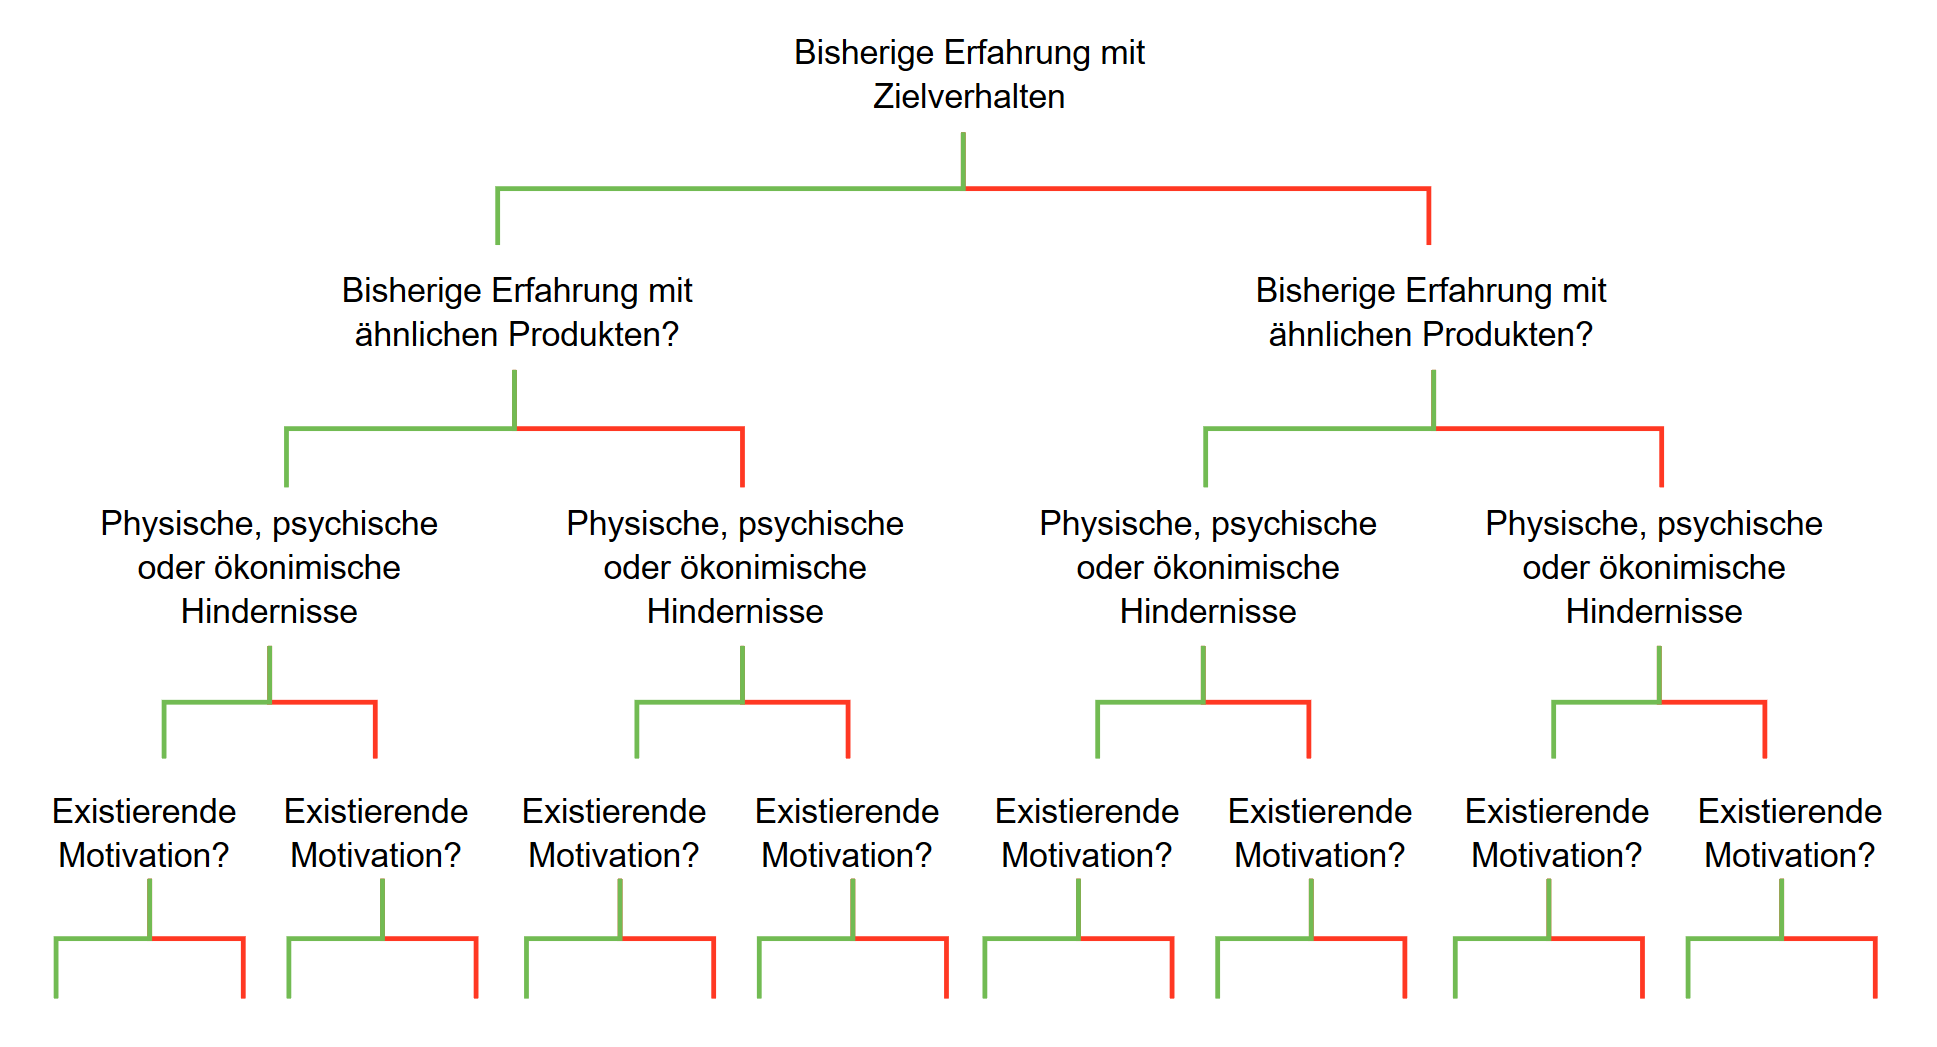 Bisherige Erfahrung mit
Zielverhalten
Bisherige Erfahrung mit
ähnlichen Produkten?
Bisherige Erfahrung mit
ähnlichen Produkten?
Physische, psychische
oder ökonimische
Hindernisse
Physische, psychische
oder ökonimische
Hindernisse
Physische, psychische
oder ökonimische
Hindernisse
Physische, psychische
oder ökonimische
Hindernisse
Existierende
Motivation?
Existierende
Motivation?
Existierende
Motivation?
Existierende
Motivation?
Existierende
Motivation?
Existierende
Motivation?
Existierende
Motivation?
Existierende
Motivation?